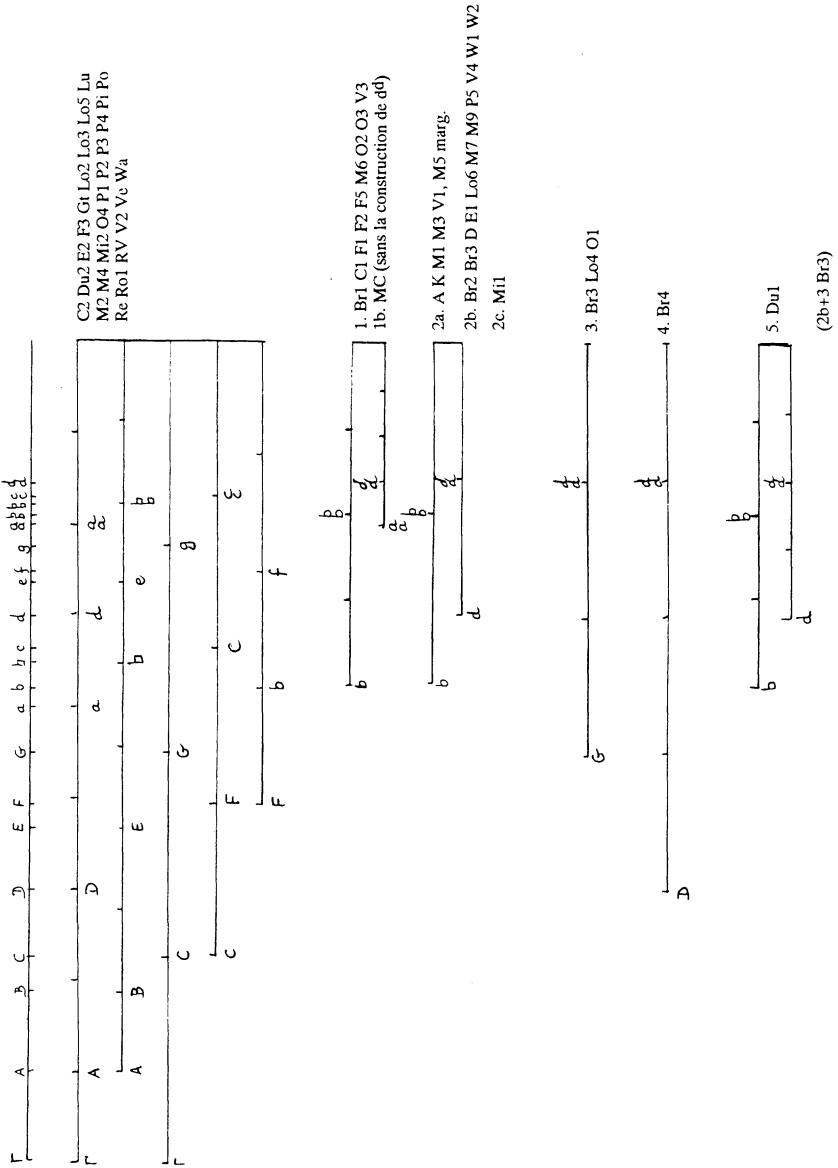 Γ A B C D E F G a b h c d e f g a b b c d
a b b c d
C2 Du2 E2 F3 Gt Lo2 Lo3 Lo5 Lu
M2 M4 Mi2 O4 P1 P2 P3 P4 Pi Po
Re Ro1 RV V2 Vc Wa
Γ A D a d a
a
A B E b e b
b
Γ C G g
C F C c
F b f
1. Br1 C1 F1 F2 F5 M6 O2 O3 V3
1b. MC (sans la construction de dd)
b b
b
a d
a d
2a. A K M1 M3 V1, M5 marg.
2b. Br2 Br3 D E1 Lo6 M7 M9 P5 V4 W1 W2
2c. Mi1
b b
b
d d
d
3. Br3 Lo4 O1
G d
d
4. Br4
D d
d
5. Du1
b b
b
d d
d
(2b+3 Br3)